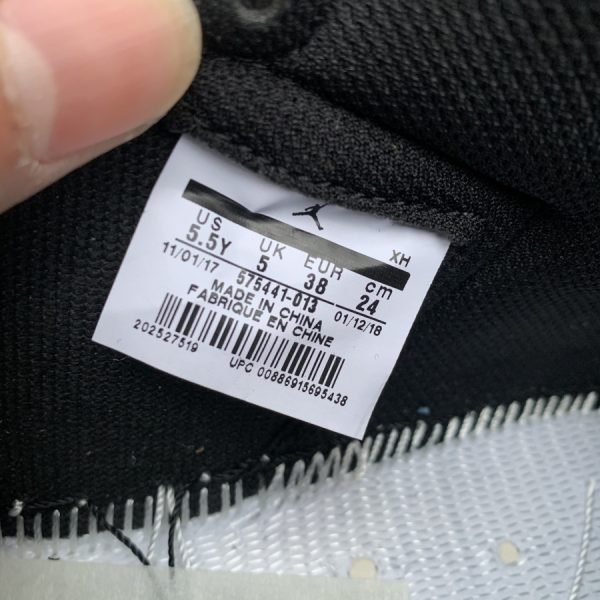 XH
US UK EUR cm
5.5Y 5 38 24
11/01/17 575441-013 01/12/18
MADE IN CHINA
FABRIQUE EN CHINE
202527519
UPC 00886915695438